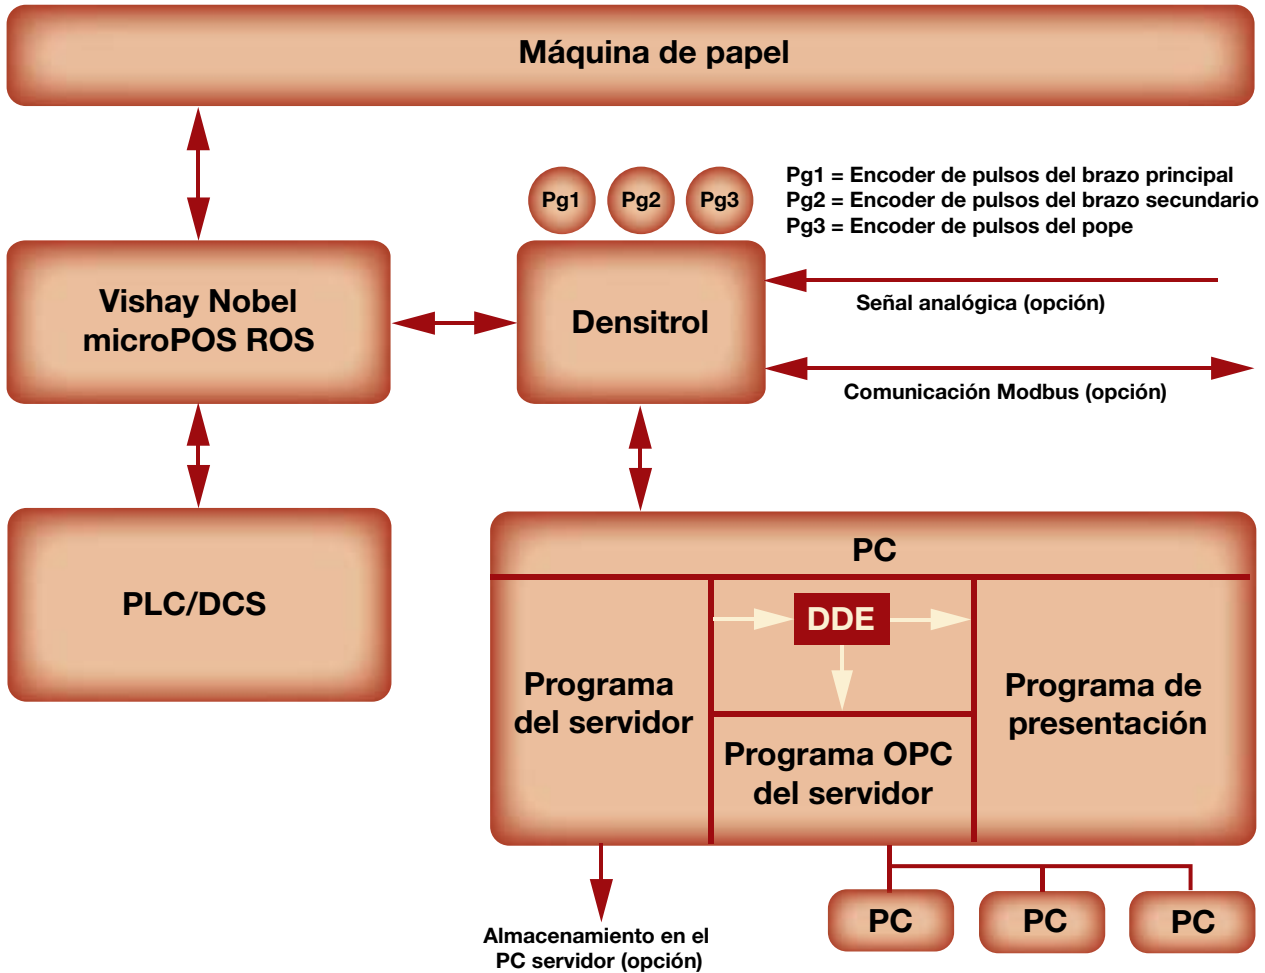 Máquina de papel
Pg1
Pg2
Pg3
Pg1 = Encoder de pulsos del brazo principal
Pg2 = Encoder de pulsos del brazo secundario
Pg3 = Encoder de pulsos del pope
Vishay Nobel
microPOS ROS
Densitrol
Señal analógica (opción)
Comunicación Modbus (opción)
PLC/DCS
PC
DDE
Programa
del servidor
Programa OPC
del servidor
Programa de
presentación
Almacenamiento en el
PC servidor (opción)
PC
PC
PC